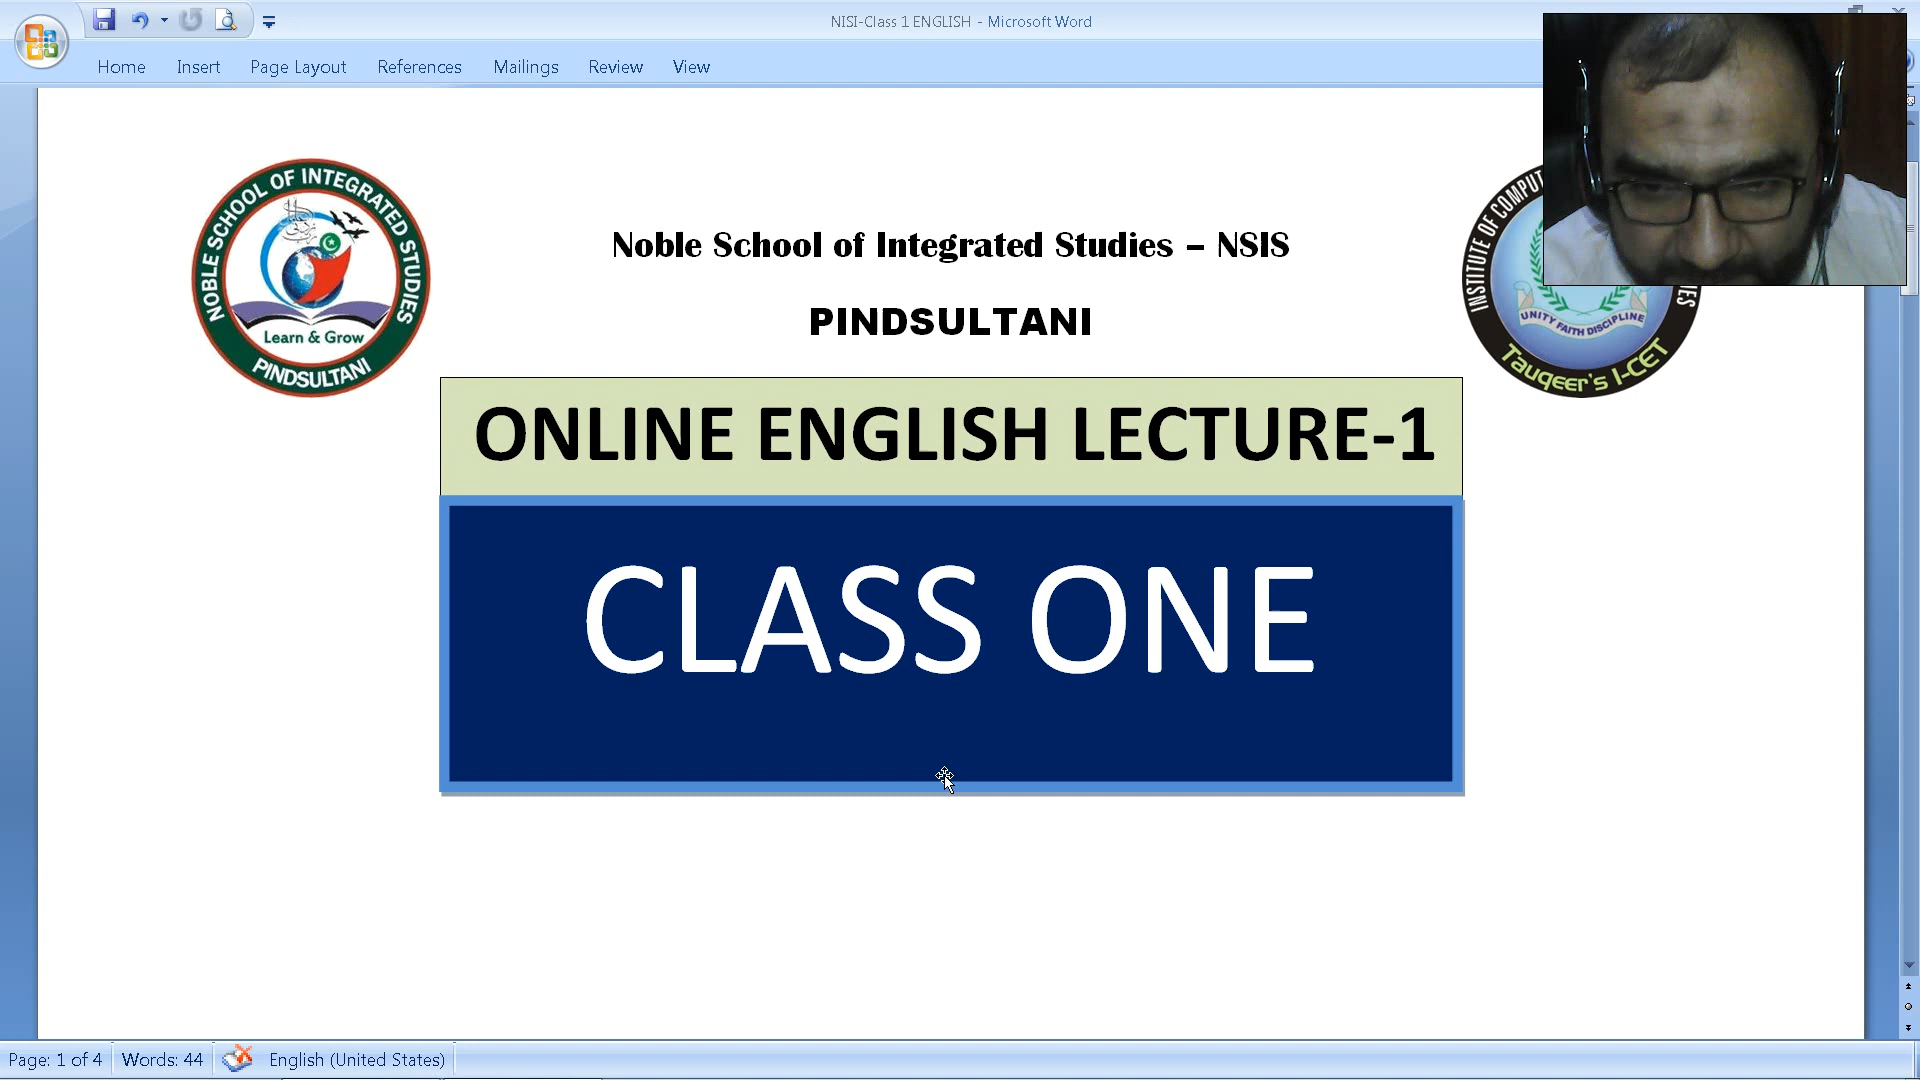 NISI-Class 1 ENGLISH - Microsoft Word
Home Insert Page Layout References Mailings Review View
NOBLE SCHOOL OF INTEGRATED STUDIES
Learn & Grow
PINDSULTANI
Noble School of Integrated Studies – NSIS
PINDSULTANI
INSTITUTE OF COMPUT
UNITY FAITH DISCIPLINE
Tauqeer's I-CET
ONLINE ENGLISH LECTURE-1
CLASS ONE
Page: 1 of 4 Words: 44 English (United States)